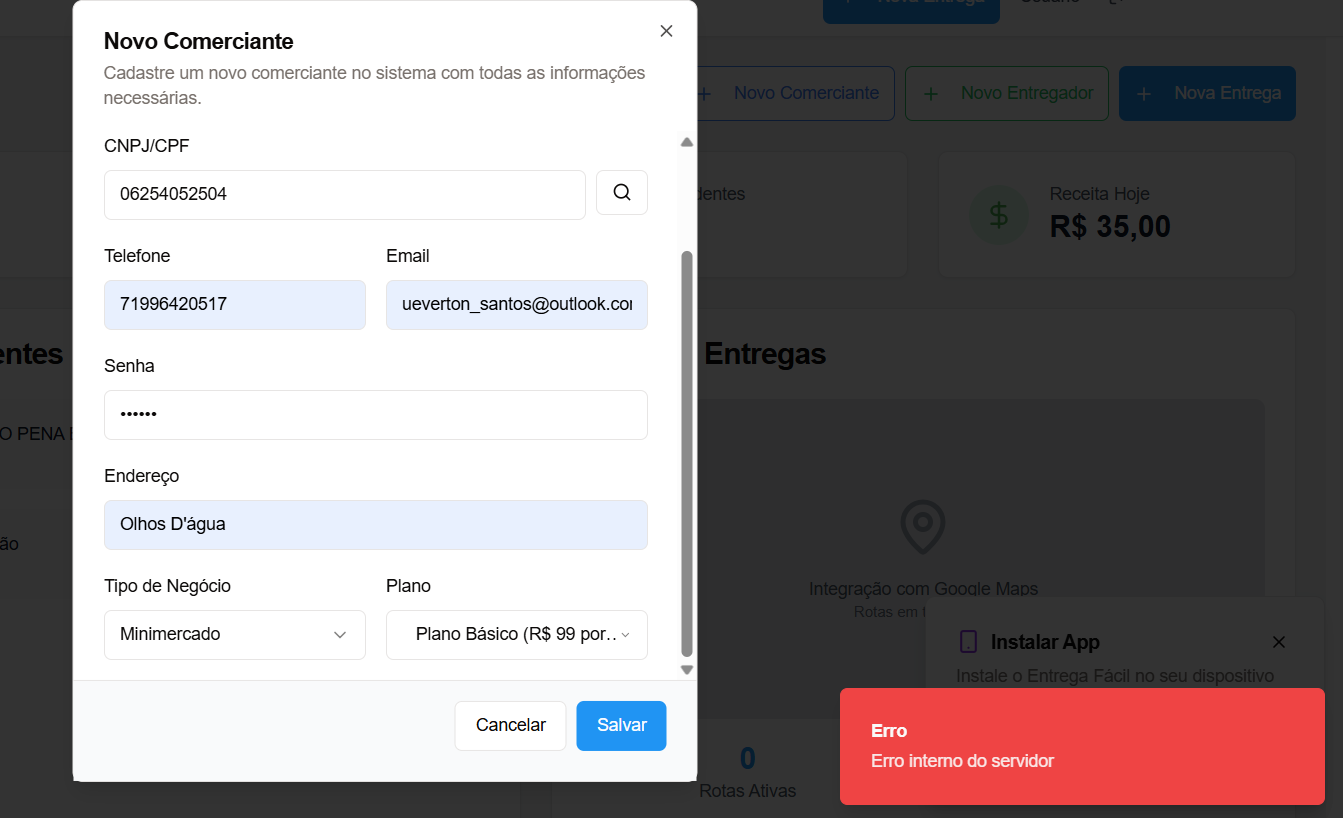 Novo Comerciante
Cadastre um novo comerciante no sistema com todas as informações
necessárias.
CNPJ/CPF
06254052504
Telefone
Email
71996420517
ueverton_santos@outlook.co
Senha
••••••
Endereço
Olhos D'água
Tipo de Negócio
Plano
Minimercado
Plano Básico (R$ 99 por…
Cancelar
Salvar
Nova Entrega
Usuário
Novo Comerciante
Novo Entregador
Nova Entrega
dentes
Receita Hoje
R$ 35,00
entes
Entregas
O PENA
ão
Integração com Google Maps
Rotas em
Instalar App
Instale o Entrega Fácil no seu dispositivo
0
Rotas Ativas
Erro
Erro interno do servidor